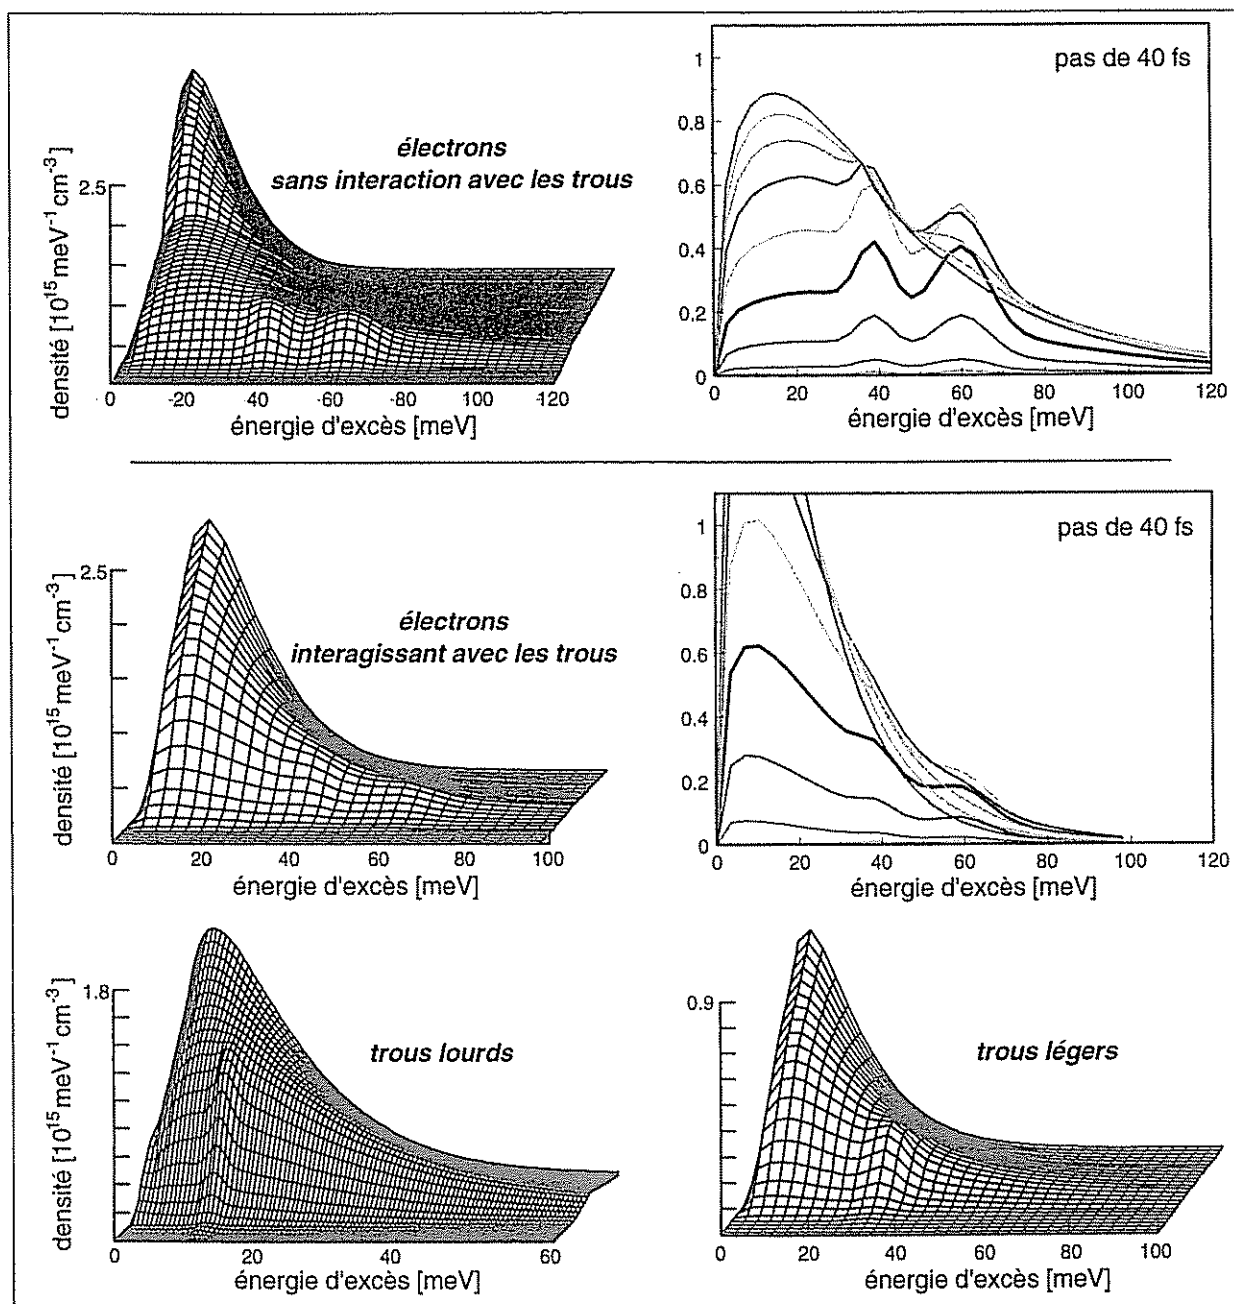 densité [10¹⁵ meV⁻¹ cm⁻³]
2.5
électrons
sans interaction avec les trous
0 -20 40 60 -80 100 -120
énergie d'excès [meV]
pas de 40 fs
1
0.8
0.6
0.4
0.2
0
0 20 40 60 80 100 120
énergie d'excès [meV]
densité [10¹⁵ meV⁻¹ cm⁻³]
2.5
électrons
interagissant avec les trous
0 20 40 60 80 100
énergie d'excès [meV]
pas de 40 fs
1
0.8
0.6
0.4
0.2
0
0 20 40 60 80 100 120
énergie d'excès [meV]
densité [10¹⁵ meV⁻¹ cm⁻³]
1.8
trous lourds
0 20 40 60
énergie d'excès [meV]
0.9
trous légers
0 20 40 60 80 100
énergie d'excès [meV]